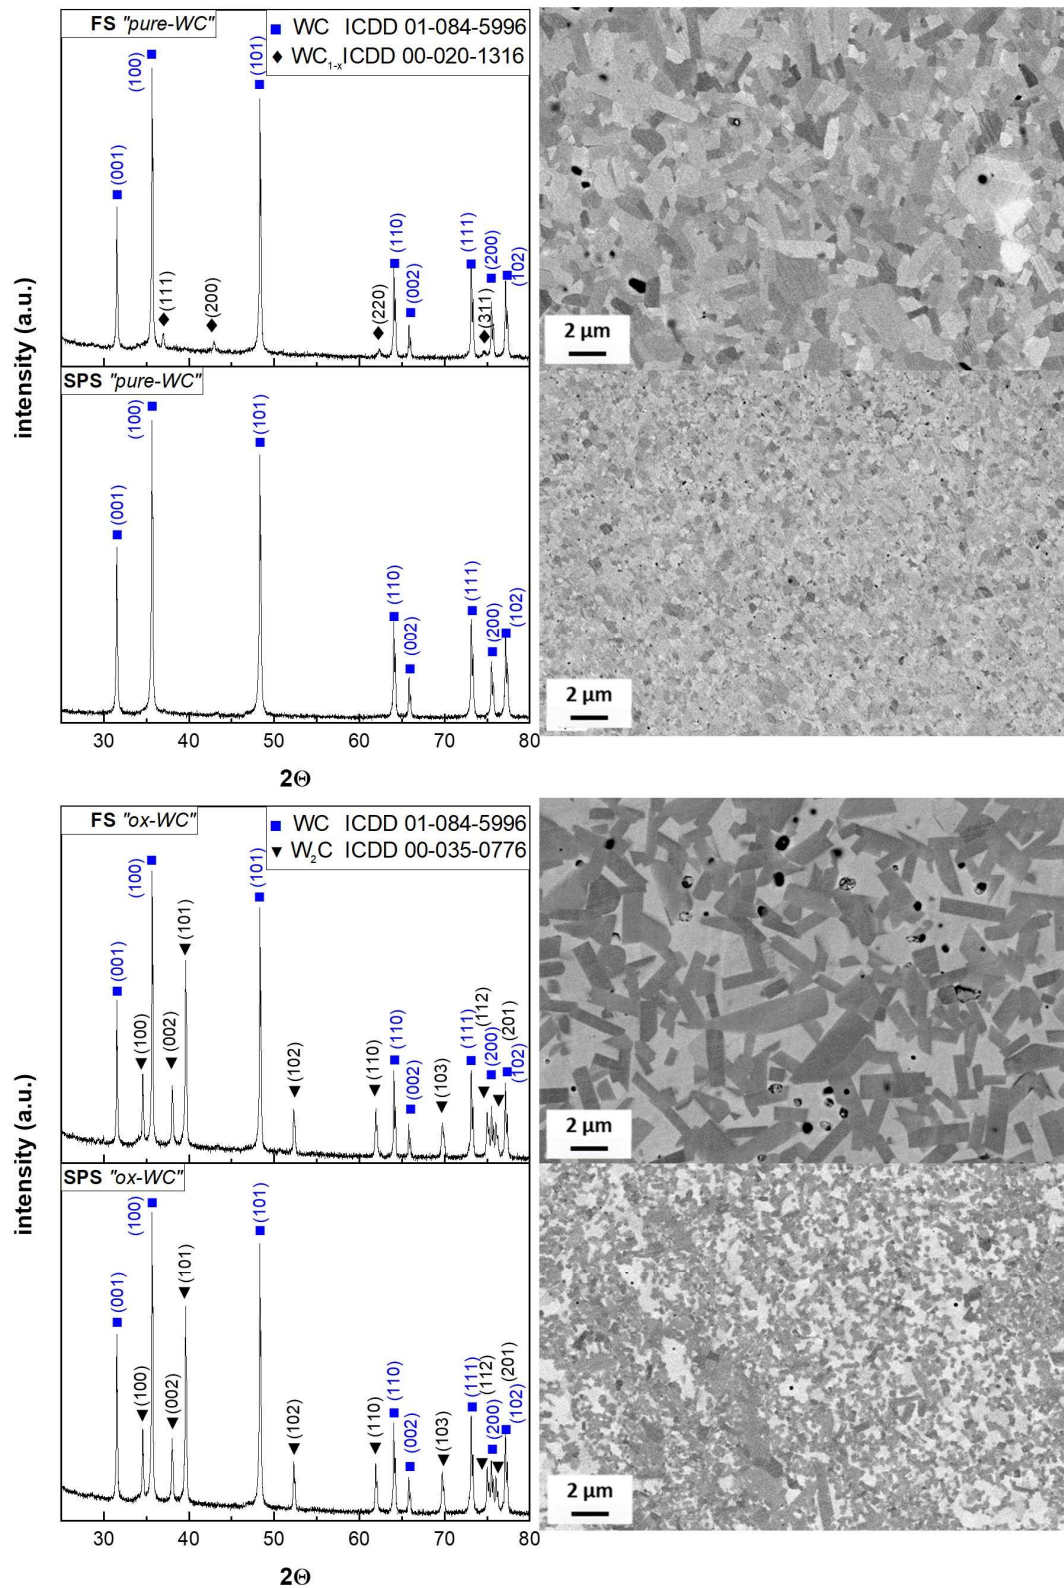 FS "pure-WC"
■ WC ICDD 01-084-5996
◆ WC1-x ICDD 00-020-1316
(001)
(100)
(111)
(200)
(101)
(220)
(110)
(002)
(111)
(311)
(200)
(102)
intensity (a.u.)
2 µm
SPS "pure-WC"
(001)
(100)
(101)
(110)
(002)
(111)
(200)
(102)
intensity (a.u.)
2 µm
30 40 50 60 70 80
2Θ
FS "ox-WC"
■ WC ICDD 01-084-5996
▼ W2C ICDD 00-035-0776
(001)
(100)
(100)
(002)
(101)
(101)
(102)
(110)
(110)
(002)
(103)
(111)
(112)
(200)
(201)
(102)
intensity (a.u.)
2 µm
SPS "ox-WC"
(001)
(100)
(100)
(002)
(101)
(101)
(102)
(110)
(110)
(002)
(103)
(111)
(112)
(200)
(201)
(102)
intensity (a.u.)
2 µm
30 40 50 60 70 80
2Θ